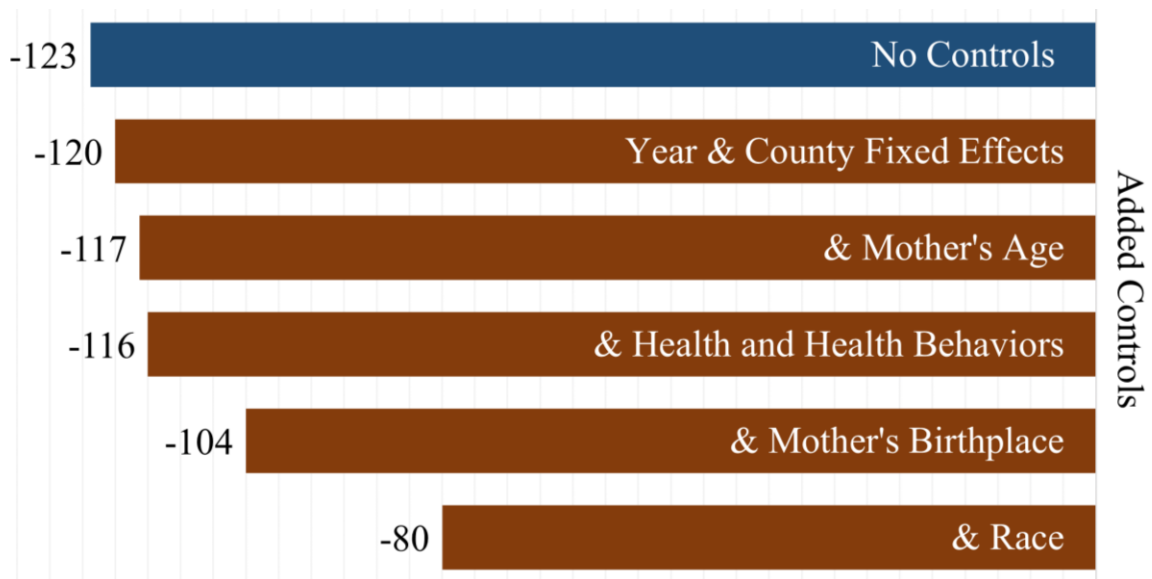 -123 No Controls
-120 Year & County Fixed Effects
-117 & Mother's Age
-116 & Health and Health Behaviors
-104 & Mother's Birthplace
-80 & Race
Added Controls